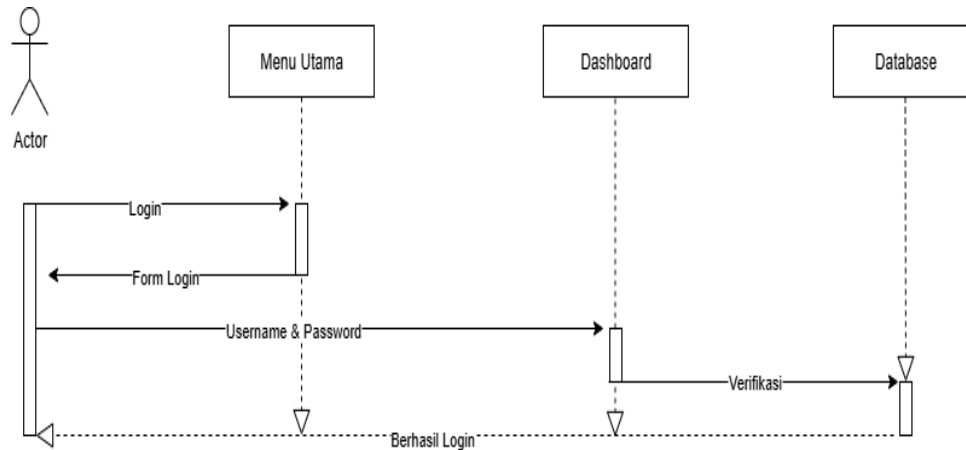 Menu Utama
Dashboard
Database
Actor
Login
Form Login
Username & Password
Verifikasi
Berhasil Login